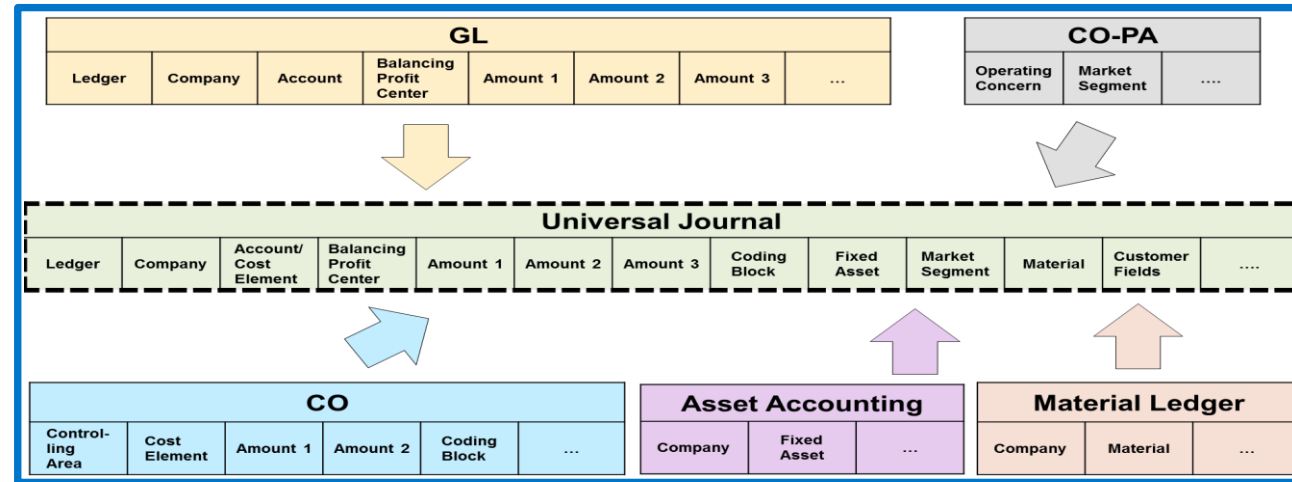 GL
Ledger
Company
Account
Balancing
Profit
Center
Amount 1
Amount 2
Amount 3
...
CO-PA
Operating
Concern
Market
Segment
....
Universal Journal
Ledger
Company
Account/
Cost
Element
Balancing
Profit
Center
Amount 1
Amount 2
Amount 3
Coding
Block
Fixed
Asset
Market
Segment
Material
Customer
Fields
....
CO
Control-
ling
Area
Cost
Element
Amount 1
Amount 2
Coding
Block
...
Asset Accounting
Company
Fixed
Asset
...
Material Ledger
Company
Material
...